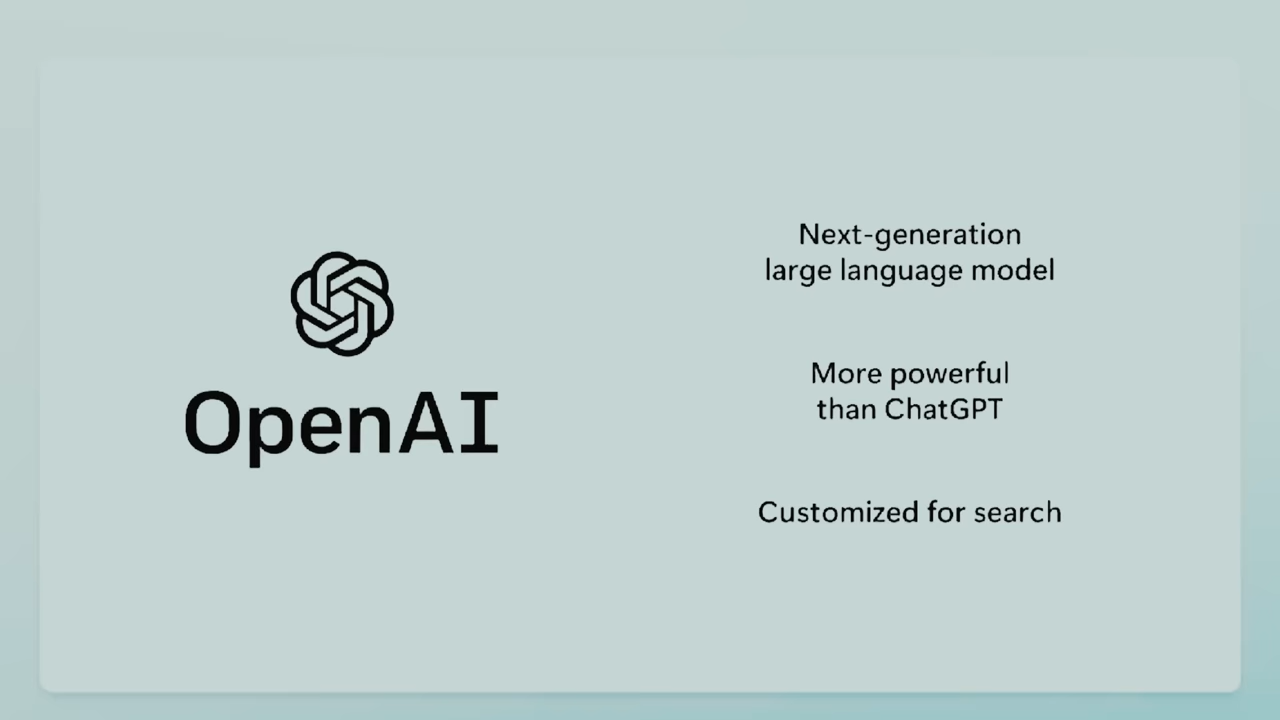 OpenAI
Next-generation
large language model
More powerful
than ChatGPT
Customized for search